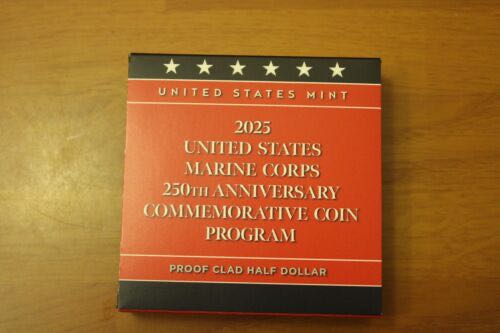 UNITED STATES MINT
2025
UNITED STATES
MARINE CORPS
250TH ANNIVERSARY
COMMEMORATIVE COIN
PROGRAM
PROOF CLAD HALF DOLLAR